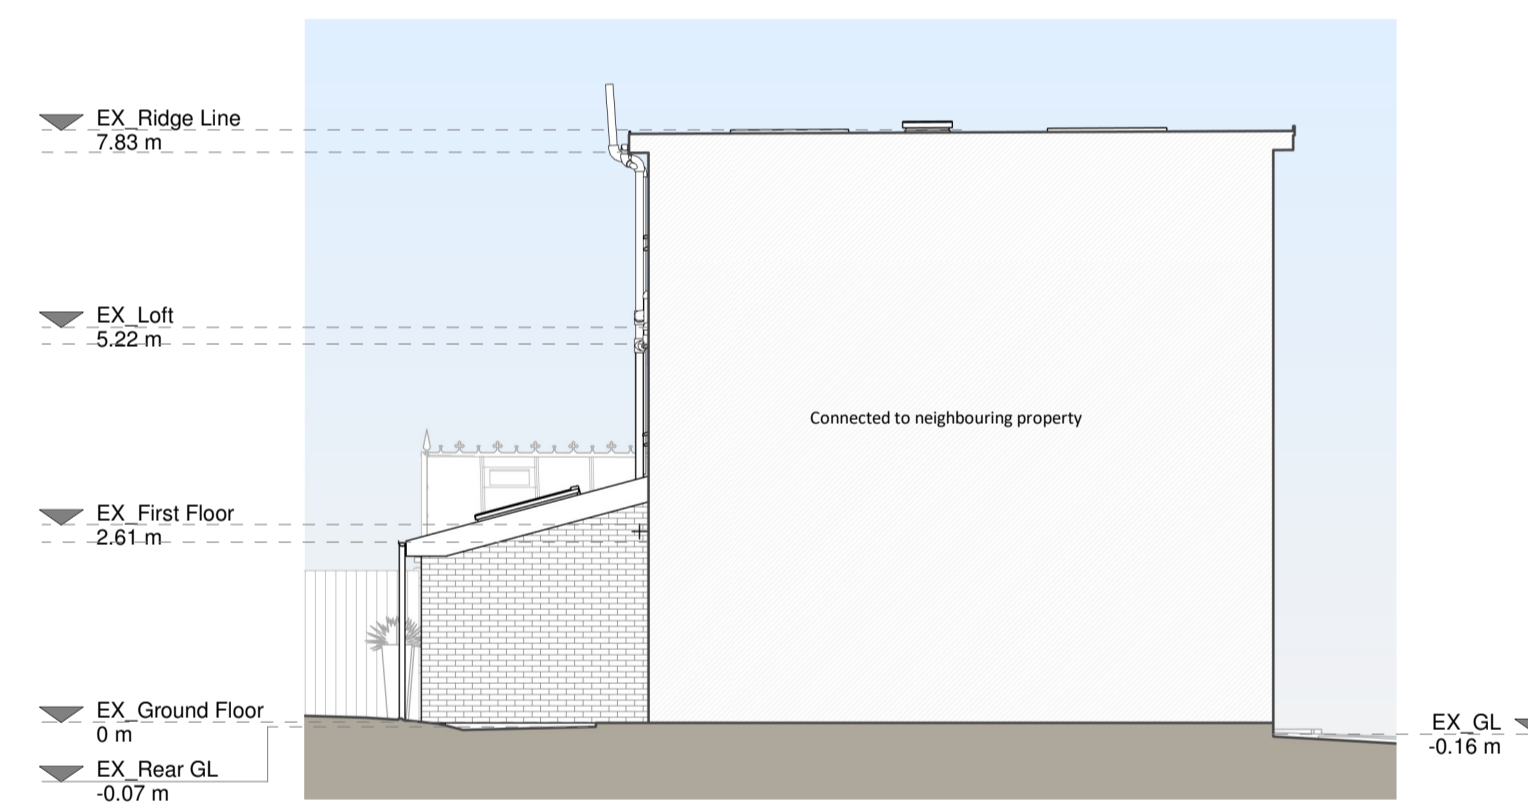 EX_Ridge Line
7.83 m
EX_Loft
5.22 m
Connected to neighbouring property
EX_First Floor
2.61 m
EX_Ground Floor
0 m
EX_GL
-0.16 m
EX_Rear GL
-0.07 m